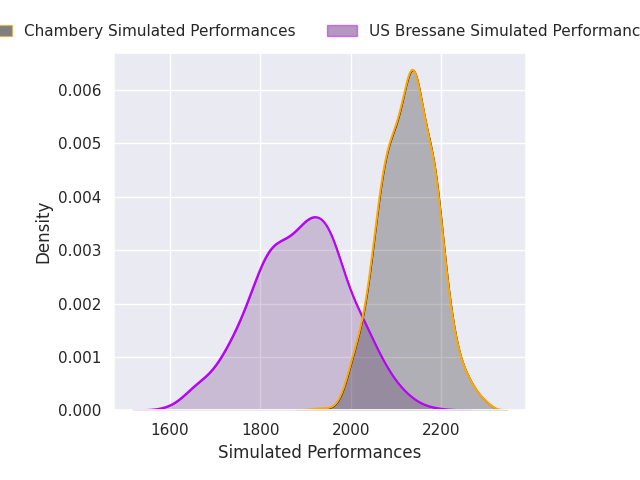 Chambery Simulated Performances
US Bressane Simulated Performanc
0.006
0.005
0.004
0.003
0.002
0.001
0.000
Density
1600 1800 2000 2200
Simulated Performances